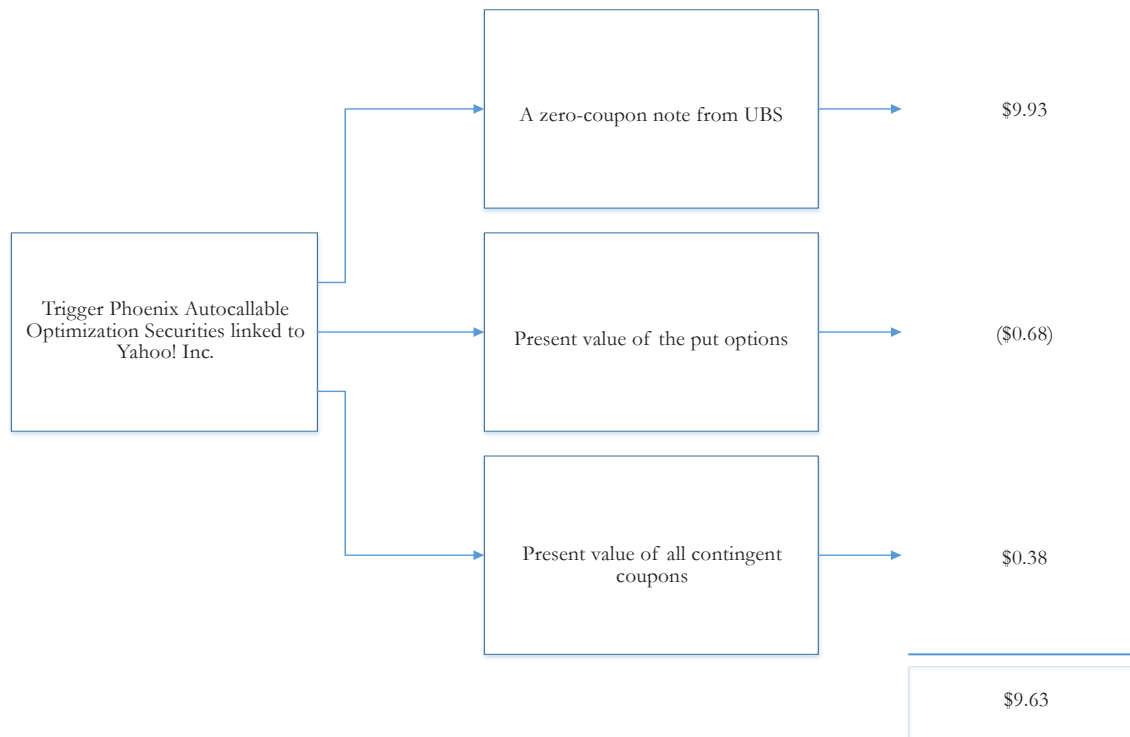 A zero-coupon note from UBS
$9.93
Trigger Phoenix Autocallable
Optimization Securities linked to
Yahoo! Inc.
Present value of the put options
($0.68)
Present value of all contingent
coupons
$0.38
$9.63